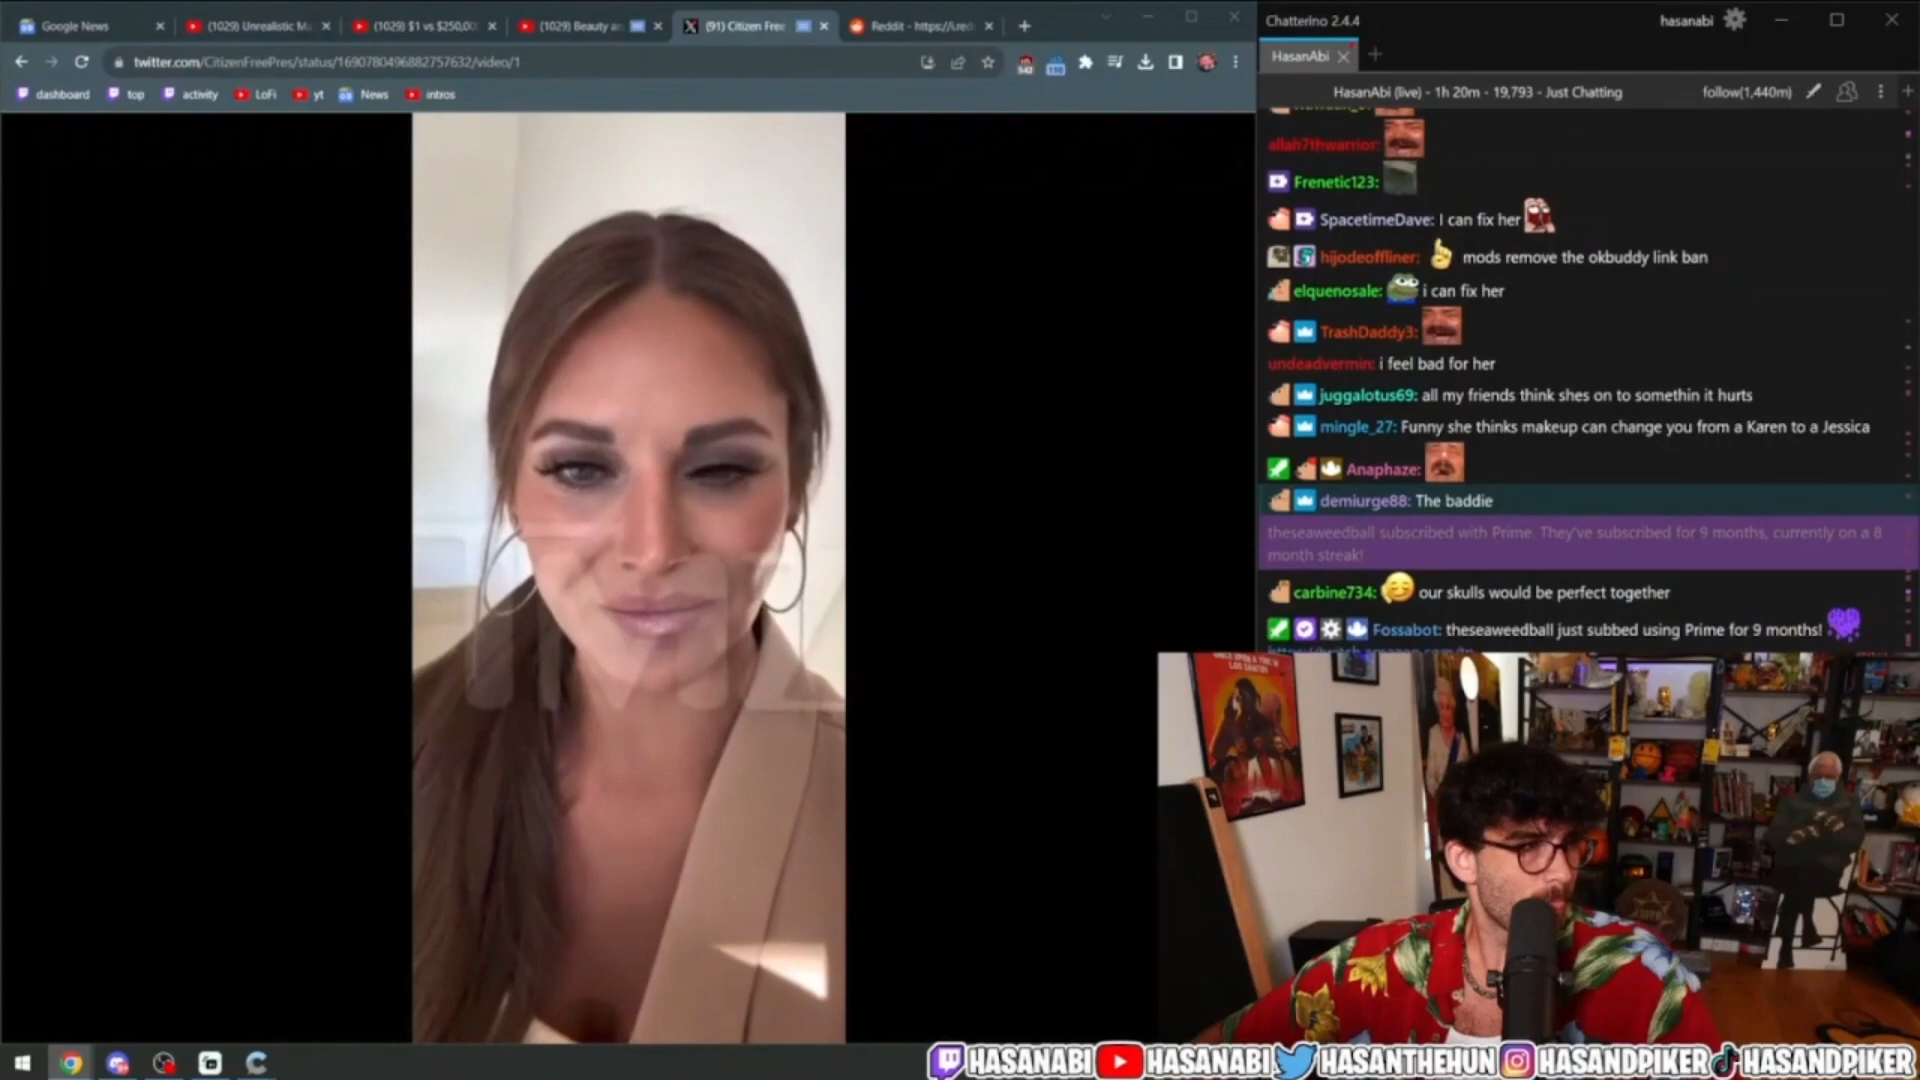 Google News
(1029) Unrealistic M
(1029) $1 vs $250,00
(1029) Beauty an
(91) Citizen Free
Reddit - https://i.red
twitter.com/CitizenFreePres/status/1690780496882757632/video/1
dashboard
top
activity
LoFi
yt
News
intros
TMZ
Chatterino 2.4.4
hasanabi
HasanAbi
HasanAbi (live) - 1h 20m - 19,793 - Just Chatting
follow(1,440m)
allah7thwarrior:
Frenetic123:
SpacetimeDave: I can fix her
hijodeoffliner: mods remove the okbuddy link ban
elquenosale: i can fix her
TrashDaddy3:
undeadvermin: i feel bad for her
juggalotus69: all my friends think shes on to somethin it hurts
mingle_27: Funny she thinks makeup can change you from a Karen to a Jessica
Anaphaze:
demiurge88: The baddie
theseaweedball subscribed with Prime. They've subscribed for 9 months, currently on a 8
month streak!
carbine734: our skulls would be perfect together
Fossabot: theseaweedball just subbed using Prime for 9 months!
LOS SANTOS
HASANABI
HASANABI
HASANTHEHUN
HASANDPIKER
HASANDPIKER